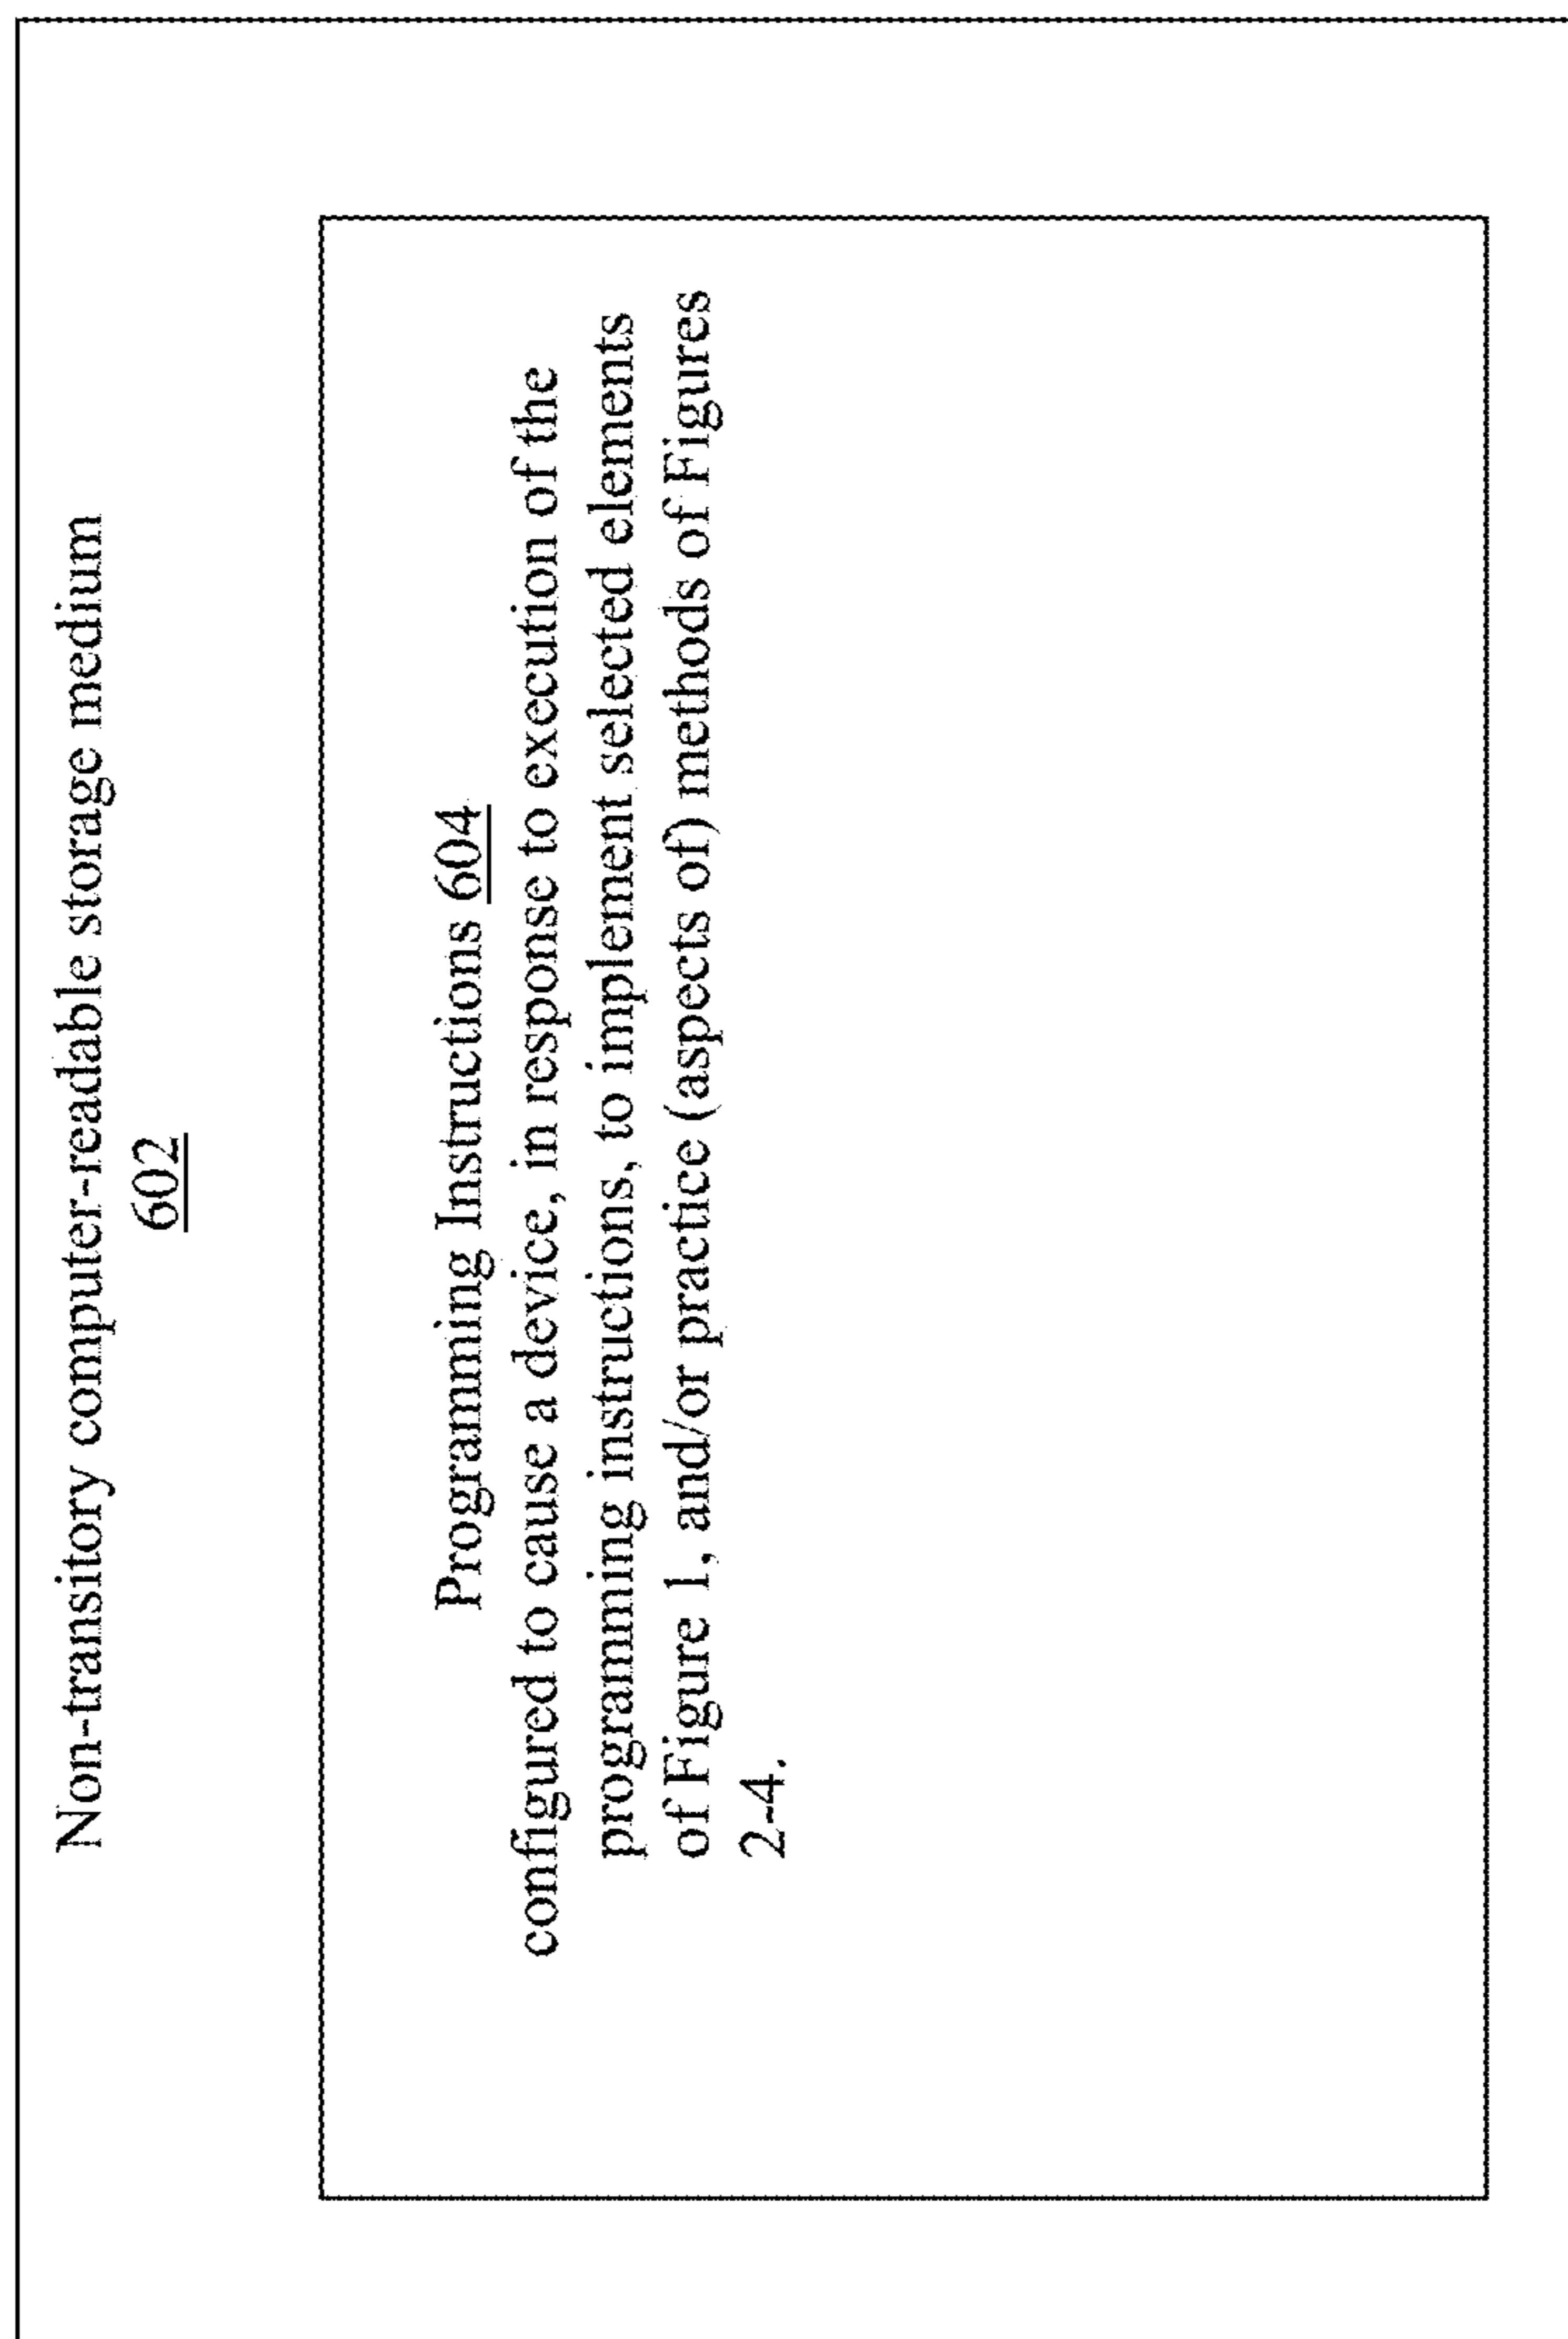 Non-transitory computer-readable storage medium
602
Programming Instructions 604
configured to cause a device, in response to execution of the
programming instructions, to implement selected elements
of Figure 1, and/or practice (aspects of) methods of Figures
2-4.